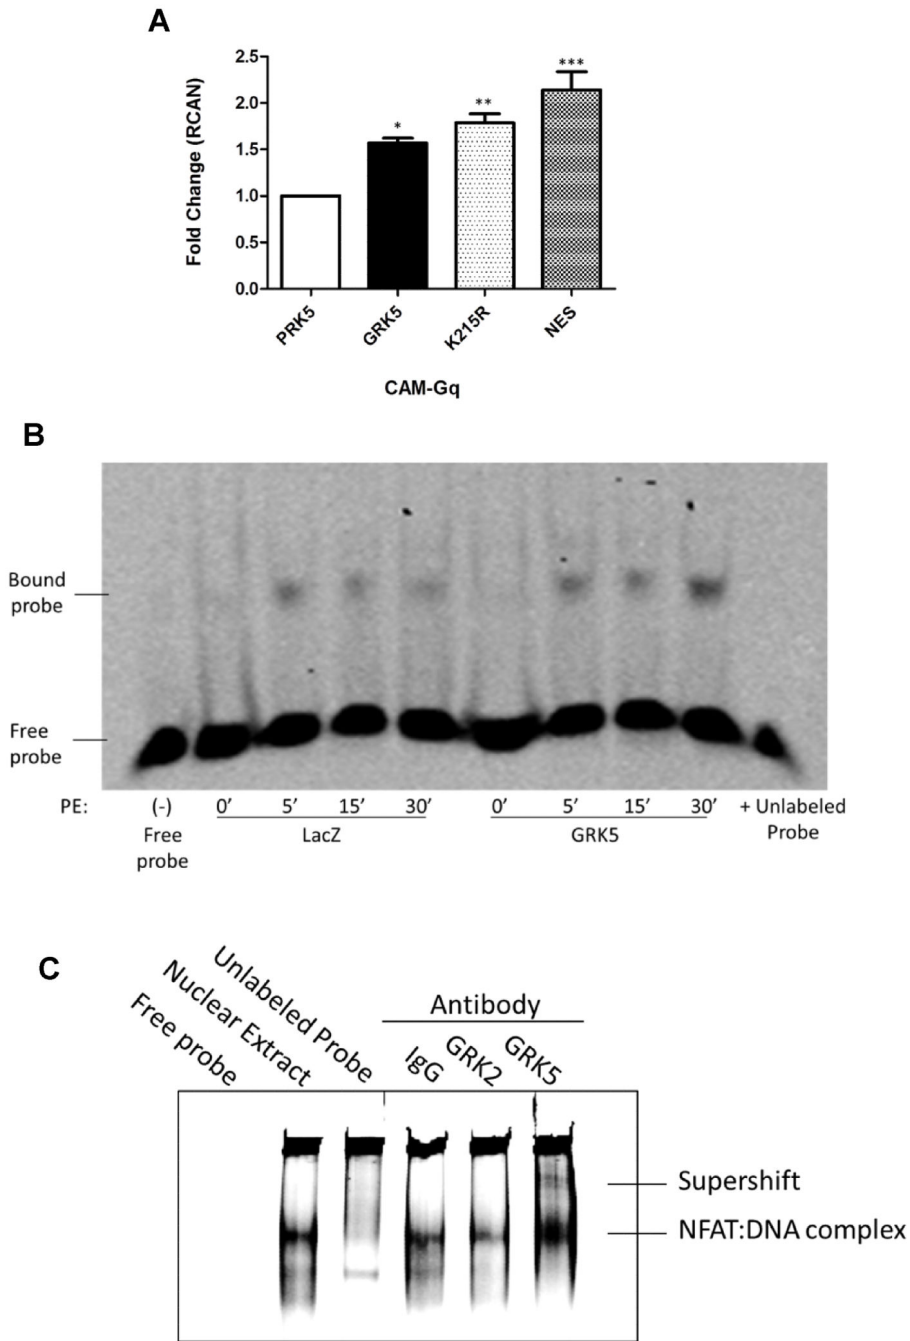 A
2.5
2.0
1.5
1.0
0.5
0.0
Fold Change (RCAN)
*
**
***
PRK5
GRK5
K215R
NES
CAM-Gq
B
Bound
probe
Free
probe
PE:
(-)
0′
5′
15′
30′
0′
5′
15′
30′
+ Unlabeled
Probe
Free
probe
LacZ
GRK5
C
Free probe
Nuclear Extract
Unlabeled Probe
Antibody
IgG
GRK2
GRK5
Supershift
NFAT:DNA complex